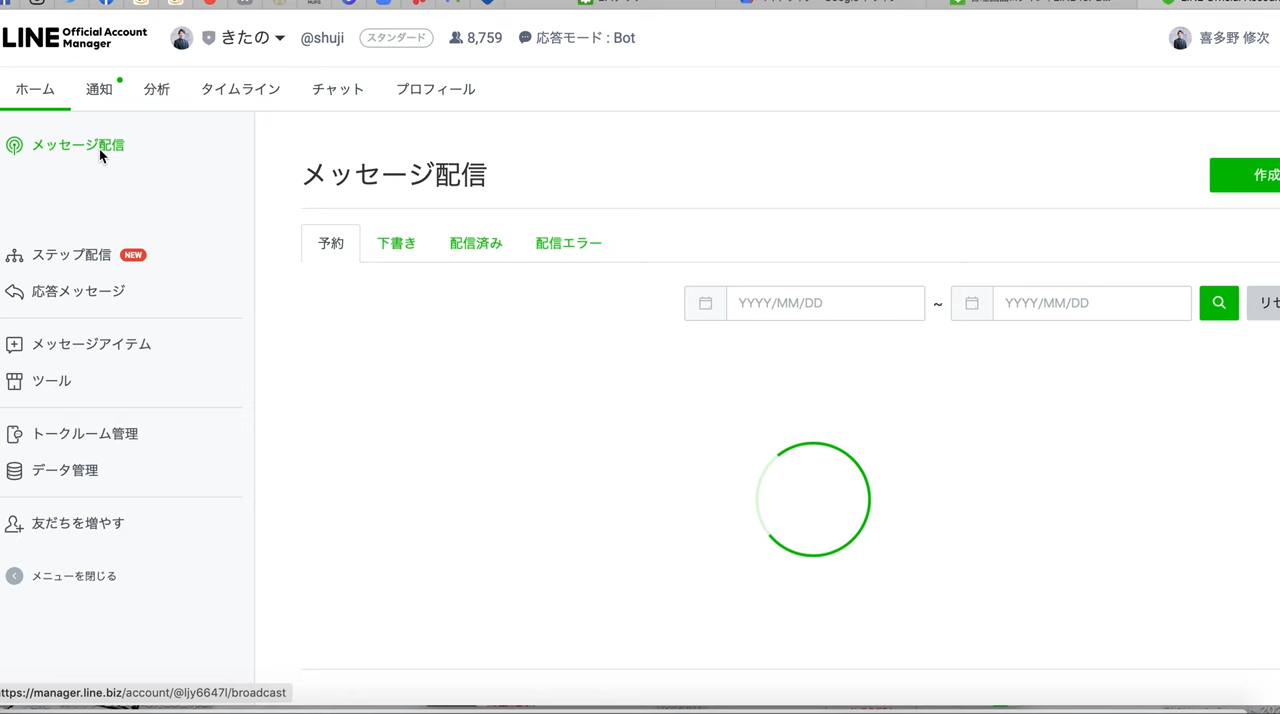 LINE Official Account Manager
きたの
@shuji
スタンダード
8,759
応答モード : Bot
喜多野 修次
ホーム
通知
分析
タイムライン
チャット
プロフィール
メッセージ配信
ステップ配信 NEW
応答メッセージ
メッセージアイテム
ツール
トークルーム管理
データ管理
友だちを増やす
メニューを閉じる
メッセージ配信
作成
予約
下書き
配信済み
配信エラー
YYYY/MM/DD
~
YYYY/MM/DD
リセ
ttps://manager.line.biz/account/@ljy6647l/broadcast